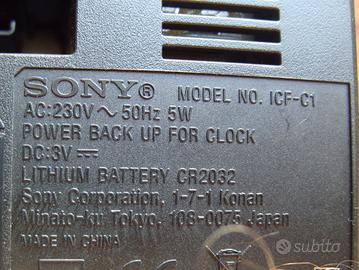 SONY® MODEL NO. ICF-C1
AC:230V ~ 50Hz 5W
POWER BACK UP FOR CLOCK
DC:3V ⎓
LITHIUM BATTERY CR2032
Sony Corporation, 1-7-1 Konan
Minato-ku Tokyo, 108-0075 Japan
MADE IN CHINA
subito